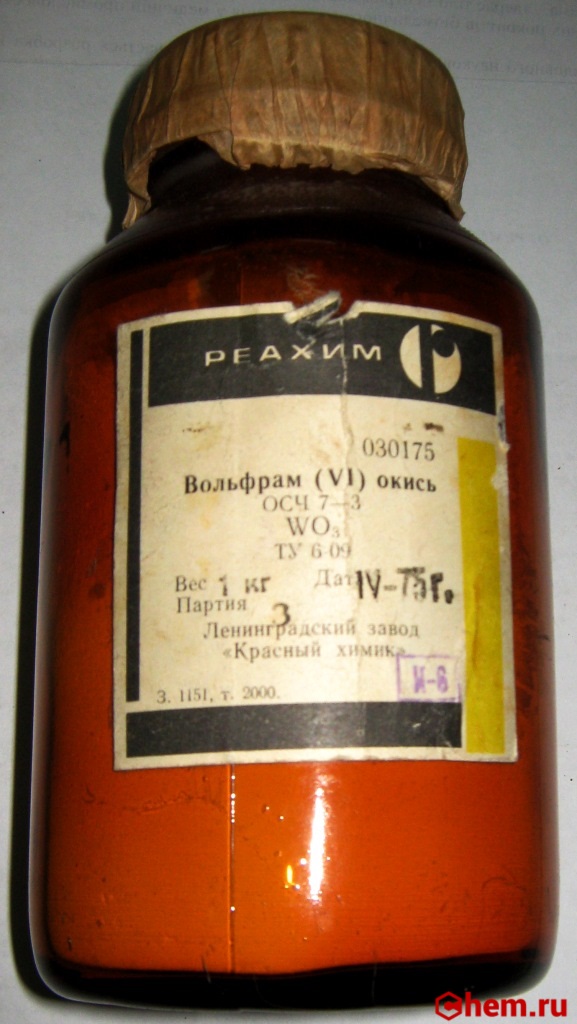 РЕАХИМ
030175
Вольфрам (VI) окись
ОСЧ 7—3
WO₃
ТУ 6-09
Вес 1 кг Дата IV-75г.
Партия 3
Ленинградский завод
«Красный химик»
И-6
З. 1151, т. 2000.
Chem.ru